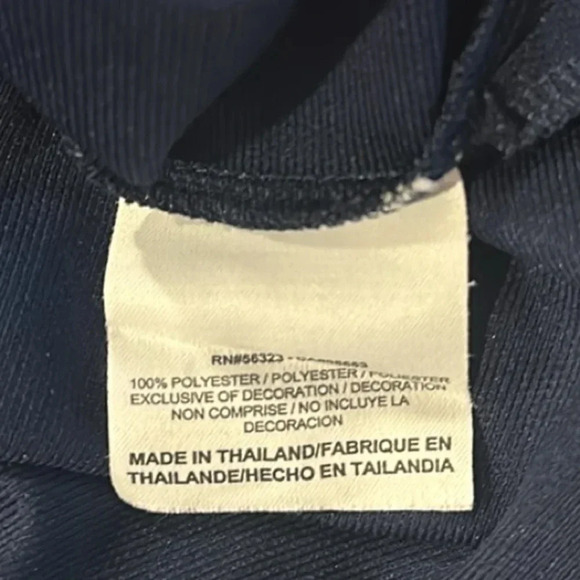 RN#56323 -
100% POLYESTER / POLYESTER / POLIESTER
EXCLUSIVE OF DECORATION / DECORATION
NON COMPRISE / NO INCLUYE LA
DECORACION
MADE IN THAILAND/FABRIQUE EN
THAILANDE/HECHO EN TAILANDIA